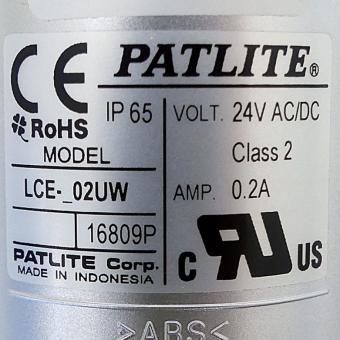 CE PATLITE®
RoHS IP 65 VOLT. 24V AC/DC
MODEL Class 2
LCE-_02UW AMP. 0.2A
16809P
PATLITE Corp.
MADE IN INDONESIA
C UR US
>ABS<